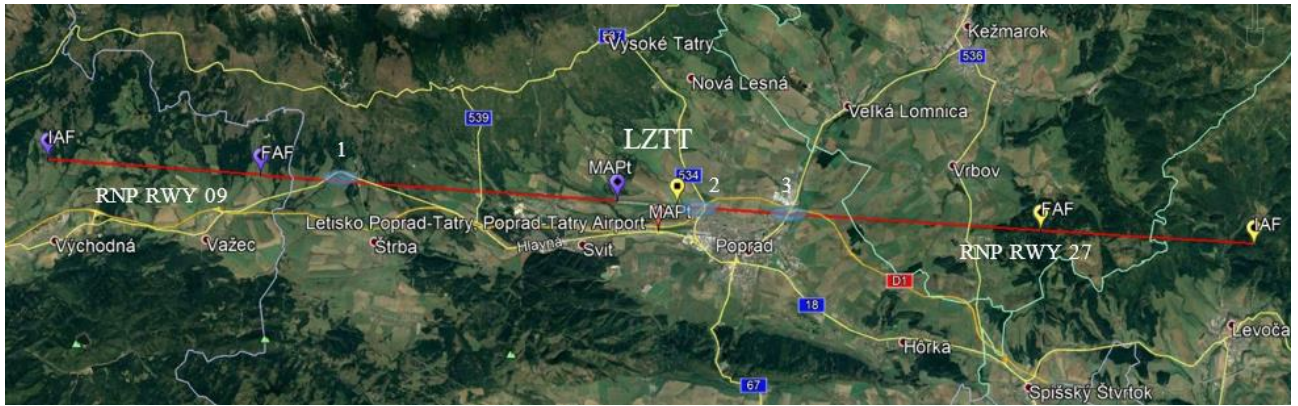 537
Vysoké Tatry
Kežmarok
536
Nová Lesná
539
Veľká Lomnica
LZTT
IAF
FAF
1
MAPt
534
2
3
Vrbov
RNP RWY 09
Letisko Poprad-Tatry, Poprad-Tatry Airport
MAPt
FAF
IAF
Východná
Važec
Štrba
Hlavná
Svit
Poprad
RNP RWY 27
D1
18
Levoča
Hôrka
67
Spišský Štvrtok